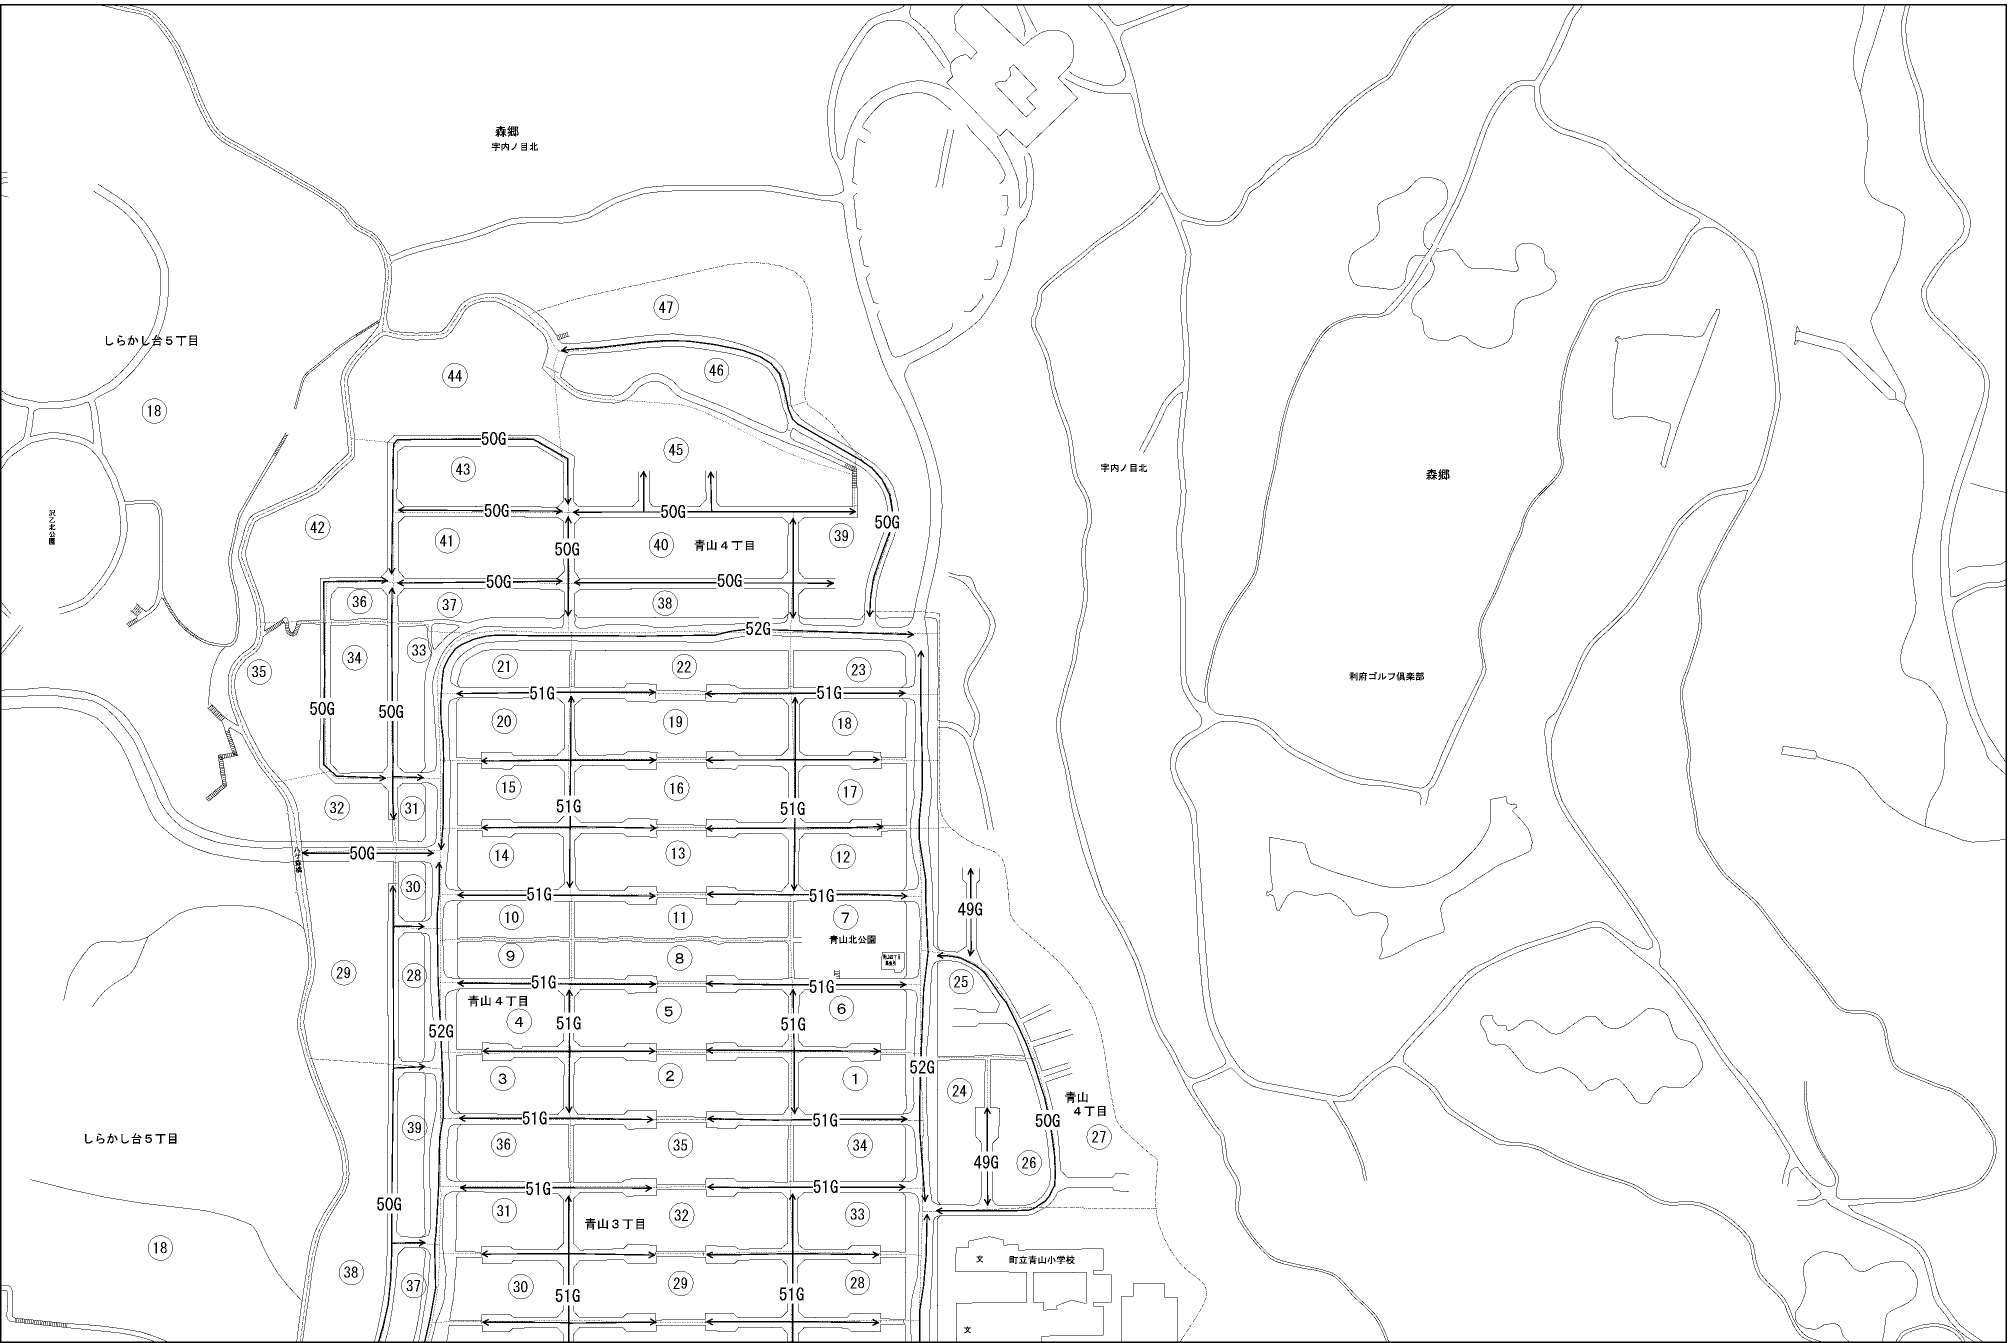 森郷
字内ノ目北
47
しらかし台５丁目
46
44
18
50G
45
43
字内ノ目北
森郷
50G
50G
沢乙北公園
42
50G
41
40
青山４丁目
39
50G
50G
50G
36
37
38
52G
33
34
21
22
23
35
利府ゴルフ倶楽部
51G
51G
50G
50G
20
19
18
15
16
17
32
31
51G
51G
14
13
12
50G
30
51G
51G
10
11
7
49G
青山北公園
9
8
29
28
25
51G
51G
青山４丁目
4
5
6
52G
51G
51G
3
2
1
52G
24
青山
４丁目
50G
27
39
51G
51G
しらかし台５丁目
36
35
34
49G
26
51G
51G
50G
31
32
33
青山３丁目
18
文
町立青山小学校
38
37
30
29
28
51G
51G
文